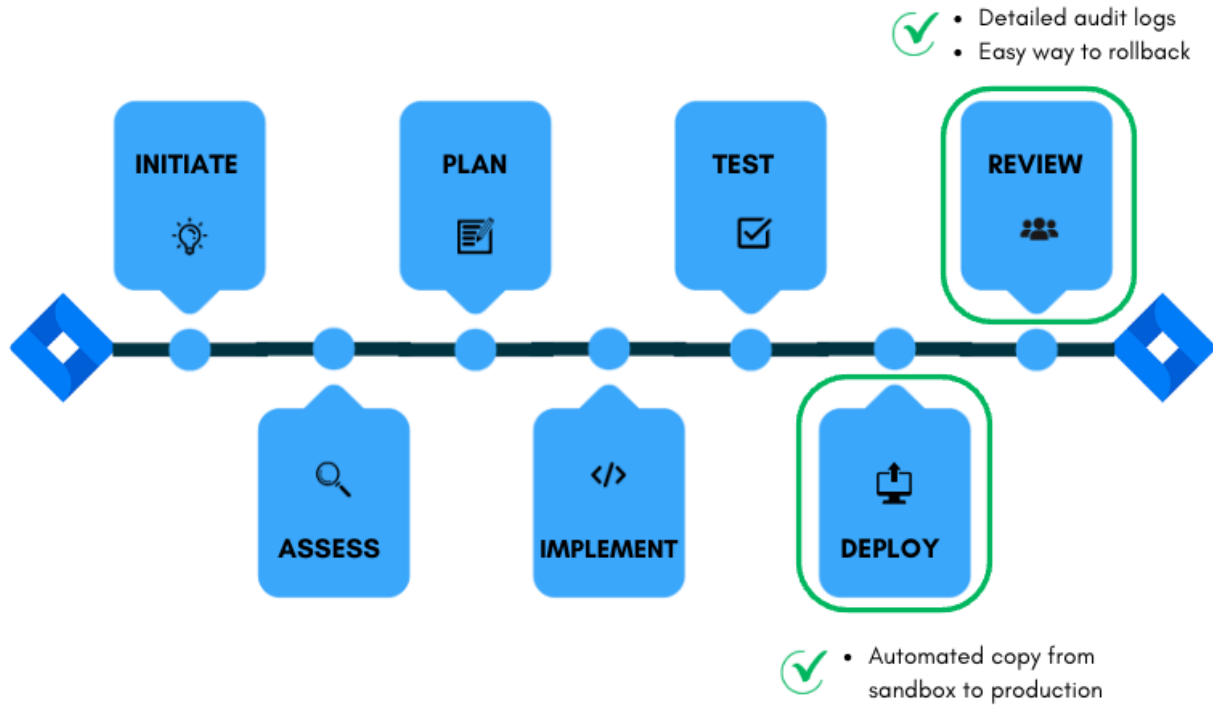 • Detailed audit logs
• Easy way to rollback
INITIATE
PLAN
TEST
REVIEW
ASSESS
</>
IMPLEMENT
DEPLOY
• Automated copy from
sandbox to production